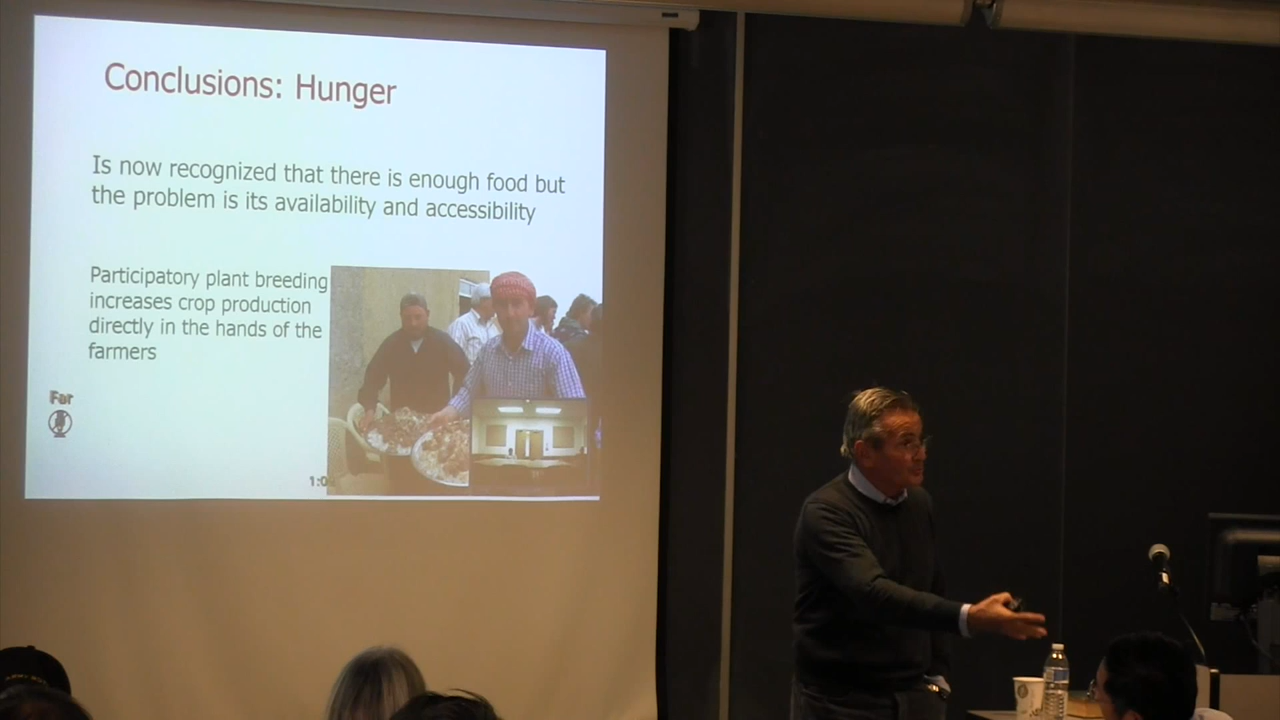 Conclusions: Hunger
Is now recognized that there is enough food but
the problem is its availability and accessibility
Participatory plant breeding
increases crop production
directly in the hands of the
farmers
Far